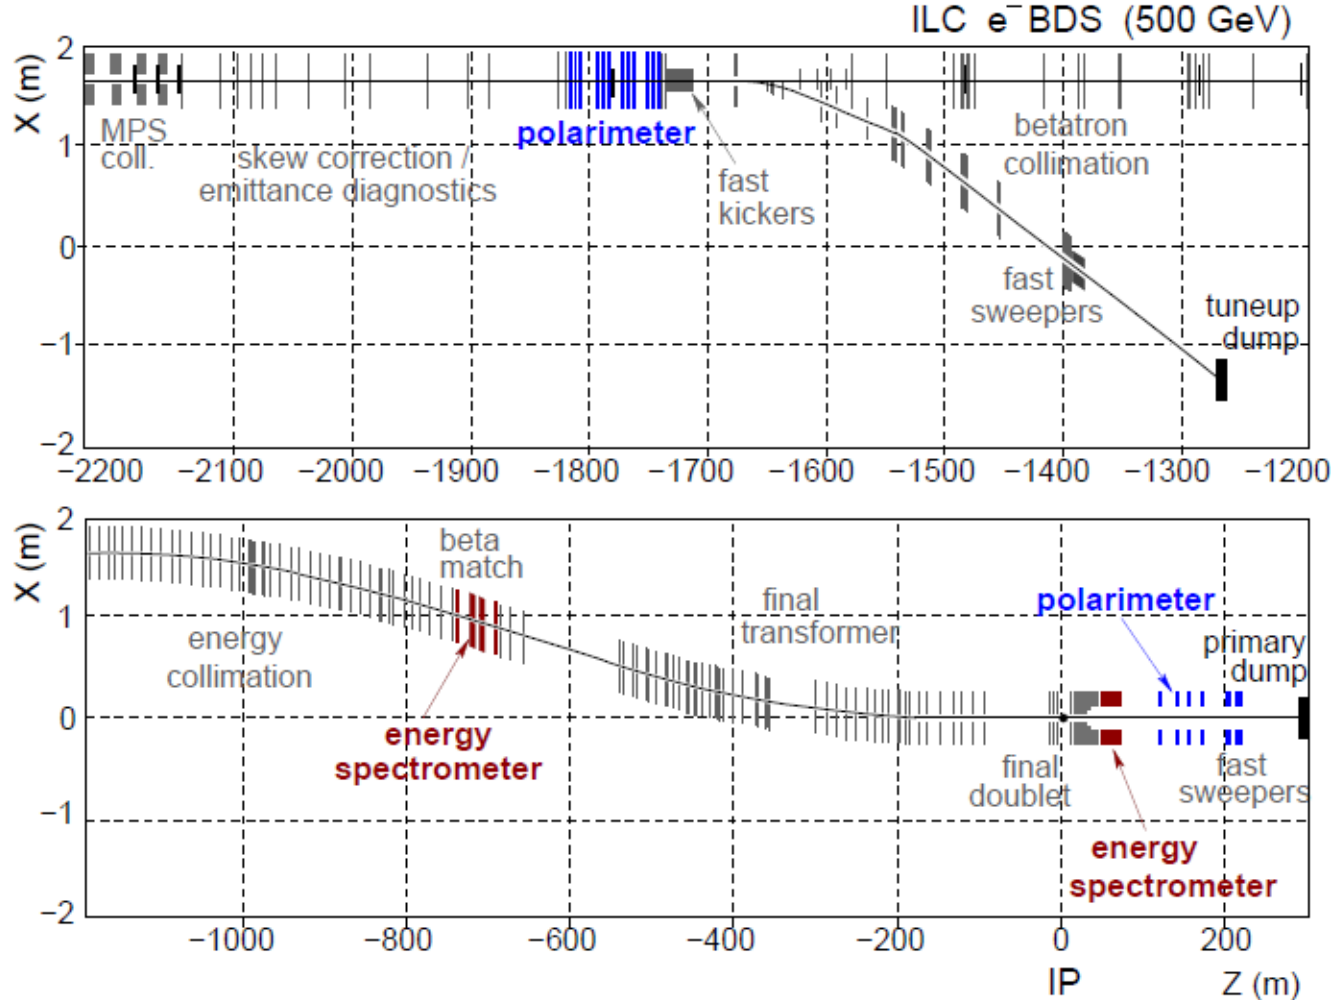 ILC e⁻ BDS (500 GeV)
X (m)
2
1
0
−1
−2
MPS
coll.
skew correction /
emittance diagnostics
polarimeter
fast
kickers
betatron
collimation
fast
sweepers
tuneup
dump
−2200 −2100 −2000 −1900 −1800 −1700 −1600 −1500 −1400 −1300 −1200
X (m)
2
1
0
−1
−2
energy
collimation
beta
match
energy
spectrometer
final
transformer
polarimeter
primary
dump
final
doublet
fast
sweepers
energy
spectrometer
−1000 −800 −600 −400 −200 0 200
IP Z (m)